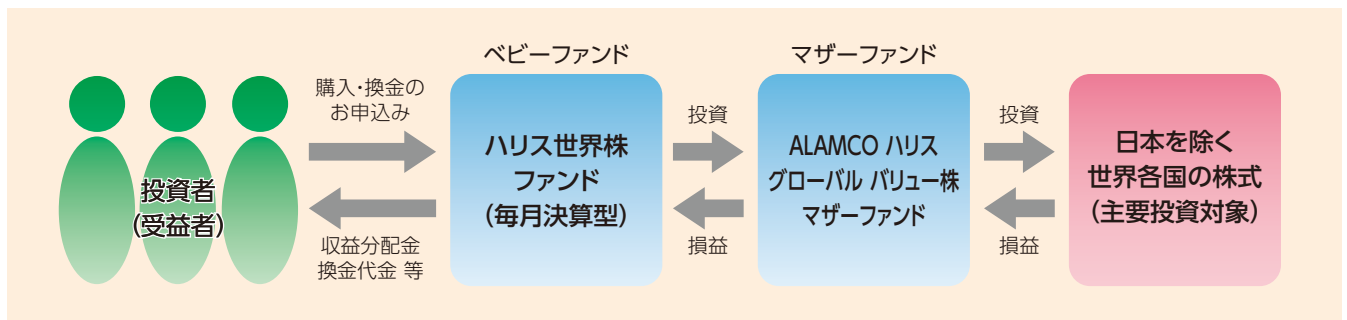 投資者
(受益者)
購入・換金の
お申込み
収益分配金
換金代金 等
ベビーファンド
ハリス世界株
ファンド
(毎月決算型)
投資
損益
マザーファンド
ALAMCO ハリス
グローバル バリュー株
マザーファンド
投資
損益
日本を除く
世界各国の株式
(主要投資対象)